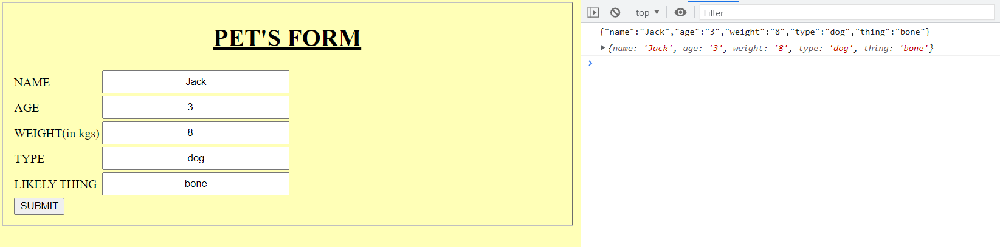 PET'S FORM
NAME Jack
AGE 3
WEIGHT(in kgs) 8
TYPE dog
LIKELY THING bone
SUBMIT
top Filter
{"name":"Jack","age":"3","weight":"8","type":"dog","thing":"bone"}
{name: 'Jack', age: '3', weight: '8', type: 'dog', thing: 'bone'}